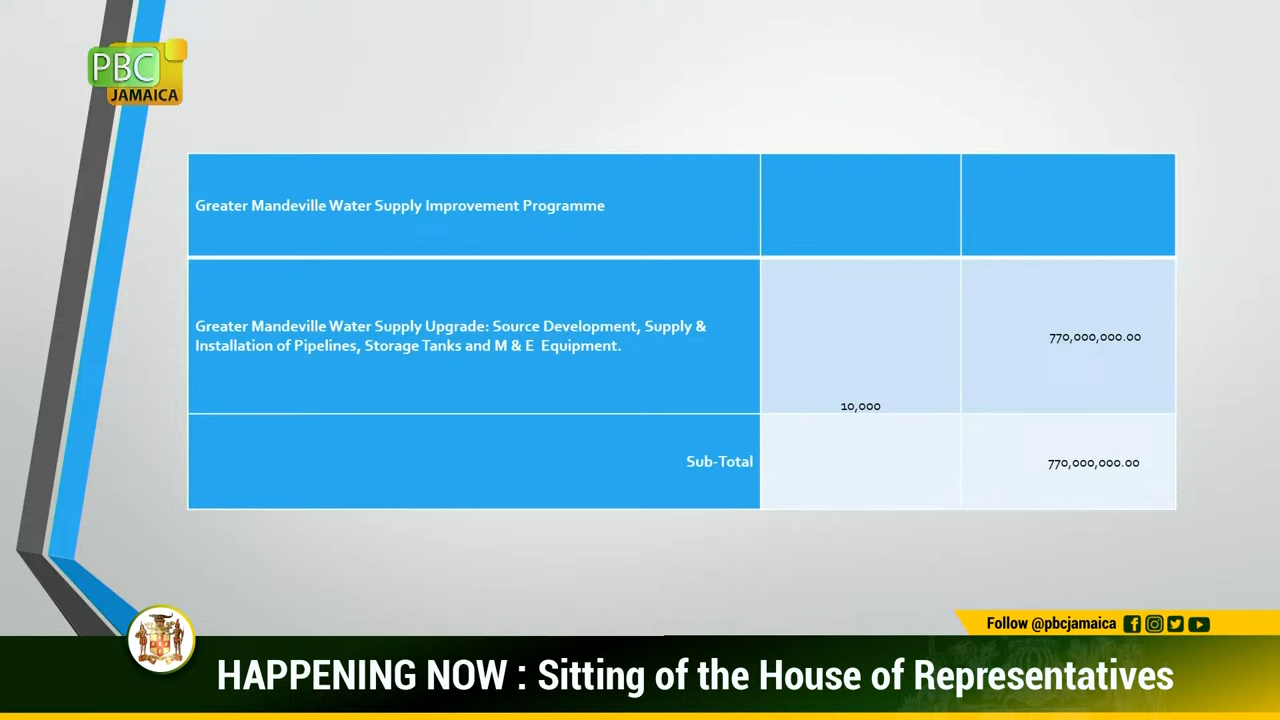 PBC
JAMAICA
Greater Mandeville Water Supply Improvement Programme
Greater Mandeville Water Supply Upgrade: Source Development, Supply &
Installation of Pipelines, Storage Tanks and M & E Equipment.
10,000
770,000,000.00
Sub-Total
770,000,000.00
Follow @pbcjamaica
HAPPENING NOW : Sitting of the House of Representatives